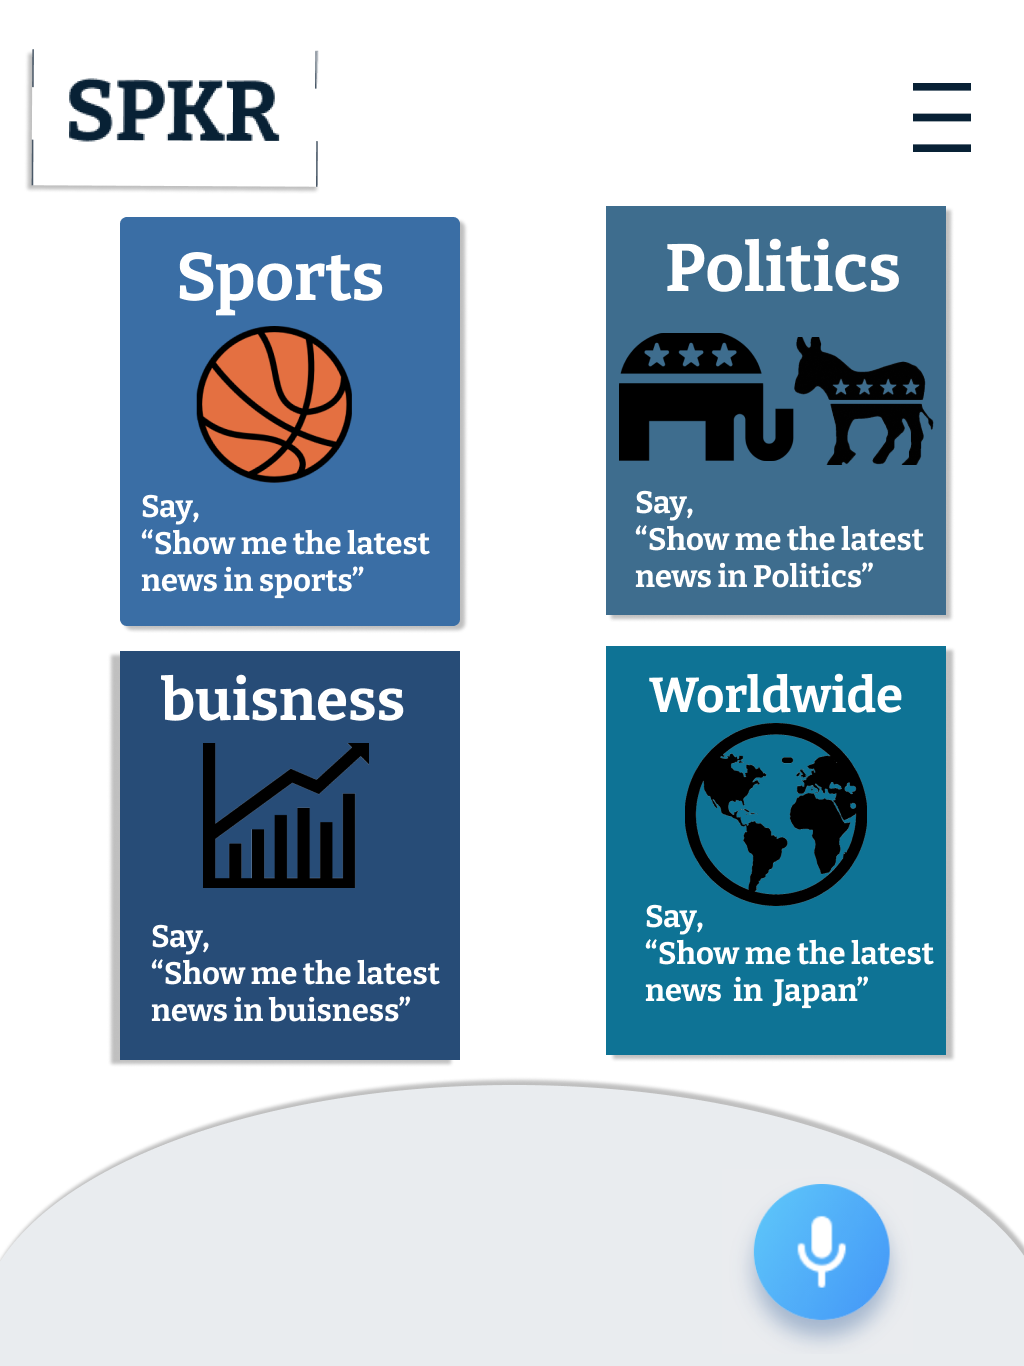 SPKR
Sports
Say,
“Show me the latest
news in sports”
Politics
Say,
“Show me the latest
news in Politics”
buisness
Say,
“Show me the latest
news in buisness”
Worldwide
Say,
“Show me the latest
news in Japan”